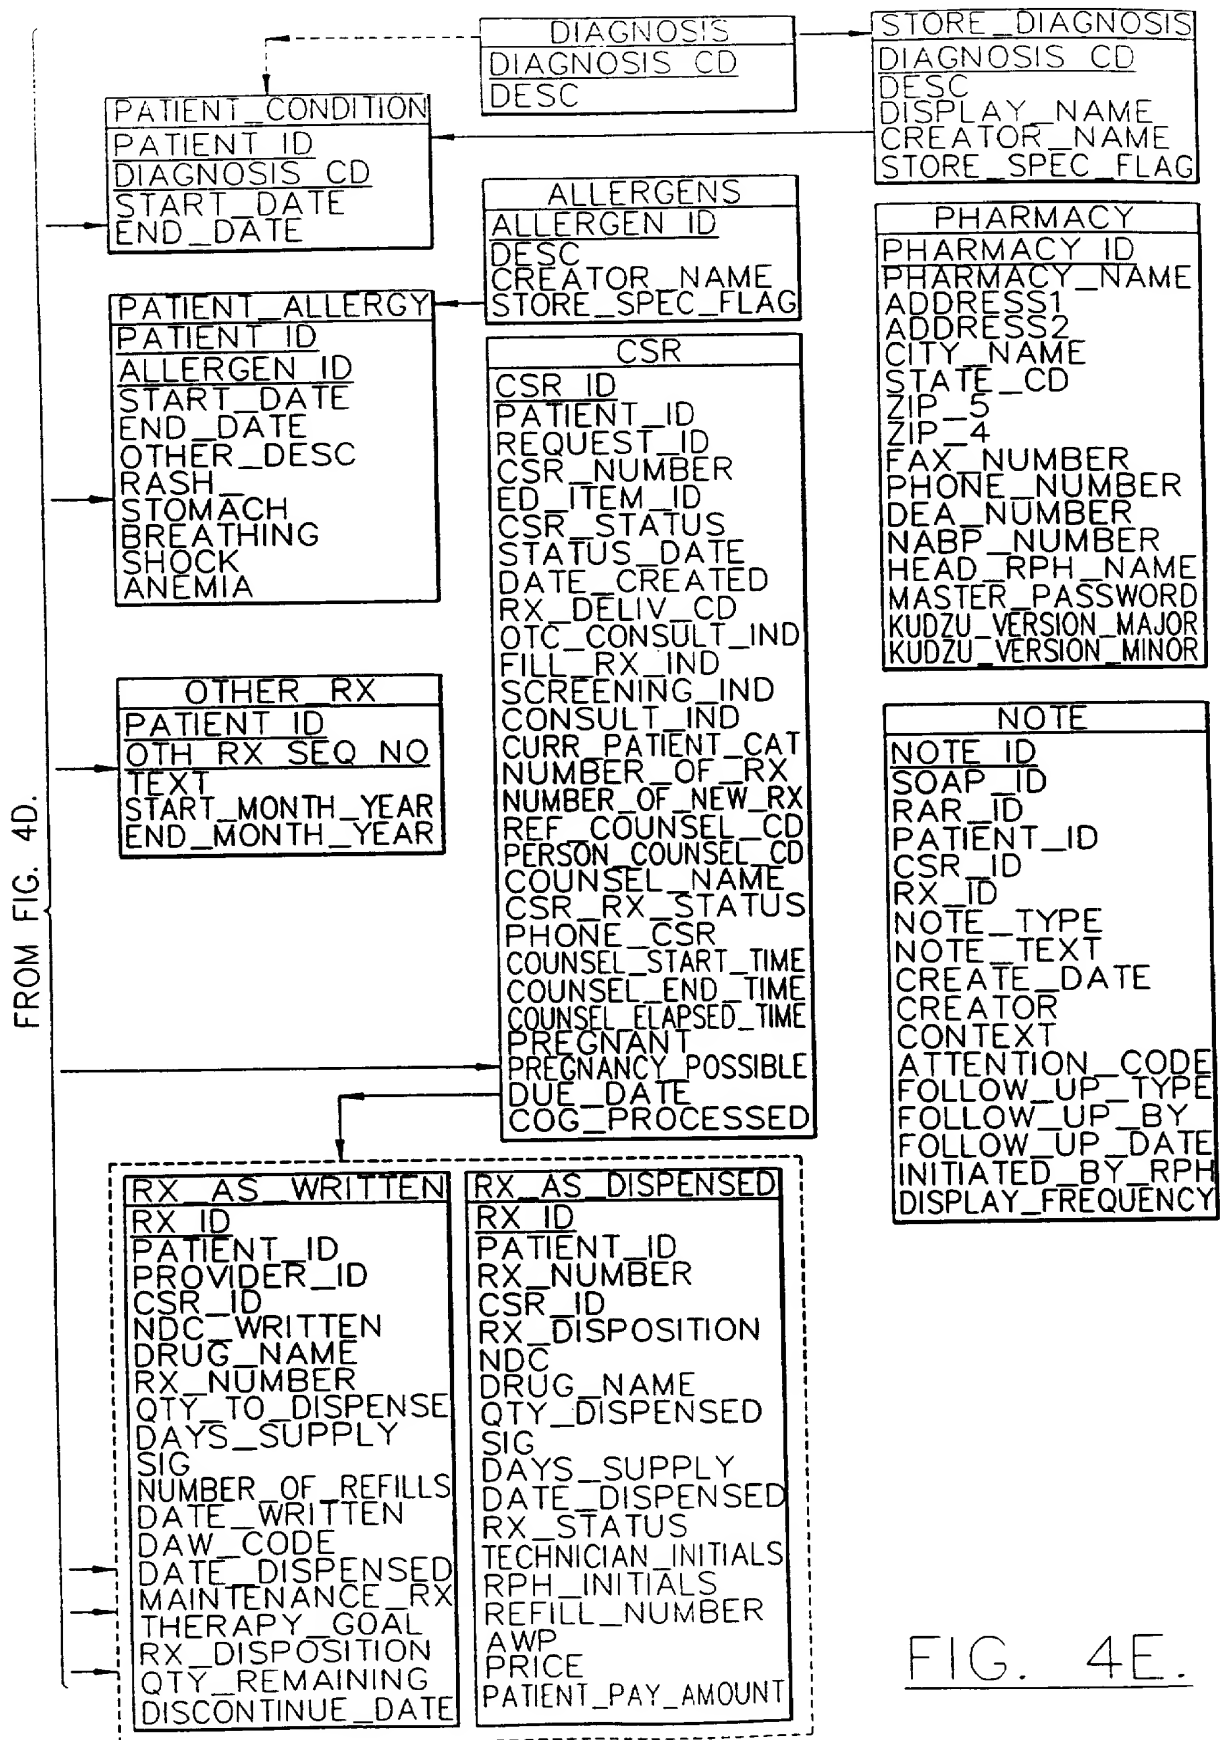 FROM FIG. 4D.
DIAGNOSIS
DIAGNOSIS_CD
DESC
STORE_DIAGNOSIS
DIAGNOSIS_CD
DESC
DISPLAY_NAME
CREATOR_NAME
STORE_SPEC_FLAG
PATIENT_CONDITION
PATIENT_ID
DIAGNOSIS_CD
START_DATE
END_DATE
ALLERGENS
ALLERGEN_ID
DESC
CREATOR_NAME
STORE_SPEC_FLAG
PHARMACY
PHARMACY_ID
PHARMACY_NAME
ADDRESS1
ADDRESS2
CITY_NAME
STATE_CD
ZIP_5
ZIP_4
FAX_NUMBER
PHONE_NUMBER
DEA_NUMBER
NABP_NUMBER
HEAD_RPH_NAME
MASTER_PASSWORD
KUDZU_VERSION_MAJOR
KUDZU_VERSION_MINOR
PATIENT_ALLERGY
PATIENT_ID
ALLERGEN_ID
START_DATE
END_DATE
OTHER_DESC
RASH_
STOMACH
BREATHING
SHOCK
ANEMIA
CSR
CSR_ID
PATIENT_ID
REQUEST_ID
CSR_NUMBER
ED_ITEM_ID
CSR_STATUS
STATUS_DATE
DATE_CREATED
RX_DELIV_CD
OTC_CONSULT_IND
FILL_RX_IND
SCREENING_IND
CONSULT_IND
CURR_PATIENT_CAT
NUMBER_OF_RX
NUMBER_OF_NEW_RX
REF_COUNSEL_CD
PERSON_COUNSEL_CD
COUNSEL_NAME
CSR_RX_STATUS
PHONE_CSR
COUNSEL_START_TIME
COUNSEL_END_TIME
COUNSEL_ELAPSED_TIME
PREGNANT
PREGNANCY_POSSIBLE
DUE_DATE
COG_PROCESSED
OTHER_RX
PATIENT_ID
OTH_RX_SEQ_NO
TEXT
START_MONTH_YEAR
END_MONTH_YEAR
NOTE
NOTE_ID
SOAP_ID
RAR_ID
PATIENT_ID
CSR_ID
RX_ID
NOTE_TYPE
NOTE_TEXT
CREATE_DATE
CREATOR
CONTEXT
ATTENTION_CODE
FOLLOW_UP_TYPE
FOLLOW_UP_BY
FOLLOW_UP_DATE
INITIATED_BY_RPH
DISPLAY_FREQUENCY
RX_AS_WRITTEN
RX_ID
PATIENT_ID
PROVIDER_ID
CSR_ID
NDC_WRITTEN
DRUG_NAME
RX_NUMBER
QTY_TO_DISPENSE
DAYS_SUPPLY
SIG
NUMBER_OF_REFILLS
DATE_WRITTEN
DAW_CODE
DATE_DISPENSED
MAINTENANCE_RX
THERAPY_GOAL
RX_DISPOSITION
QTY_REMAINING
DISCONTINUE_DATE
RX_AS_DISPENSED
RX_ID
PATIENT_ID
RX_NUMBER
CSR_ID
RX_DISPOSITION
NDC
DRUG_NAME
QTY_DISPENSED
SIG
DAYS_SUPPLY
DATE_DISPENSED
RX_STATUS
TECHNICIAN_INITIALS
RPH_INITIALS
REFILL_NUMBER
AWP
PRICE
PATIENT_PAY_AMOUNT
FIG. 4E.